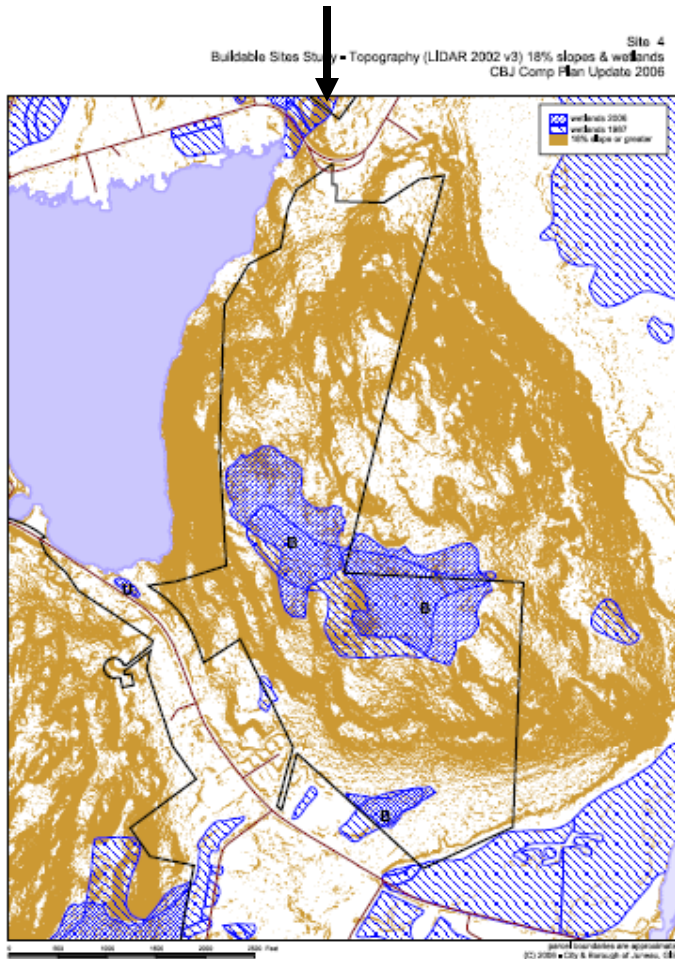 Site 4
Buildable Sites Study - Topography (LIDAR 2002 v3) 18% slopes & wetlands
CBJ Comp Plan Update 2006
wetlands 2006
wetlands 1987
18% slope or greater
B
B
B
0 500 1000 1500 2000 2500 Feet
parcel boundaries are approximate
(C) 2006 City & Borough of Juneau,